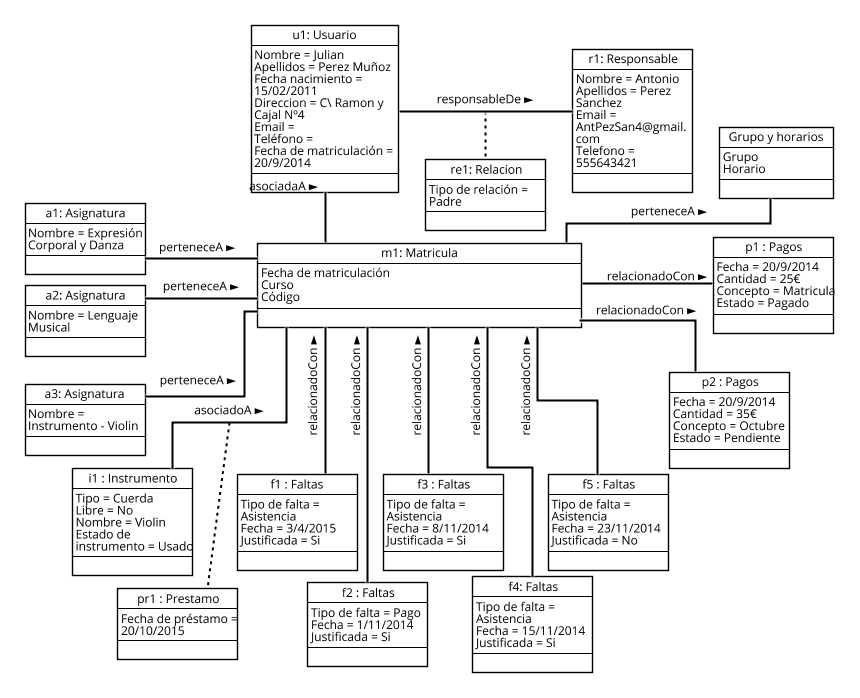 u1: Usuario
Nombre = Julian
Apellidos = Perez Muñoz
Fecha nacimiento =
15/02/2011
Direccion = C\ Ramon y
Cajal Nº4
Email =
Teléfono =
Fecha de matriculación =
20/9/2014
responsableDe ►
r1: Responsable
Nombre = Antonio
Apellidos = Perez
Sanchez
Email =
AntPezSan4@gmail.
com
Telefono =
555643421
re1: Relacion
Tipo de relación =
Padre
Grupo y horarios
Grupo
Horario
asociadaA ►
perteneceA ►
a1: Asignatura
Nombre = Expresión
Corporal y Danza
perteneceA ►
m1: Matricula
Fecha de matriculación
Curso
Código
relacionadoCon ►
p1 : Pagos
Fecha = 20/9/2014
Cantidad = 25€
Concepto = Matricula
Estado = Pagado
a2: Asignatura
Nombre = Lenguaje
Musical
perteneceA ►
relacionadoCon ►
p2 : Pagos
Fecha = 20/9/2014
Cantidad = 35€
Concepto = Octubre
Estado = Pendiente
a3: Asignatura
Nombre =
Instrumento - Violin
perteneceA ►
asociadoA ►
relacionadoCon ►
relacionadoCon ►
relacionadoCon ►
relacionadoCon ►
relacionadoCon ►
i1 : Instrumento
Tipo = Cuerda
Libre = No
Nombre = Violin
Estado de
instrumento = Usado
f1 : Faltas
Tipo de falta =
Asistencia
Fecha = 3/4/2015
Justificada = Si
f3 : Faltas
Tipo de falta =
Asistencia
Fecha = 8/11/2014
Justificada = Si
f5 : Faltas
Tipo de falta =
Asistencia
Fecha = 23/11/2014
Justificada = No
pr1 : Prestamo
Fecha de préstamo =
20/10/2015
f2 : Faltas
Tipo de falta = Pago
Fecha = 1/11/2014
Justificada = Si
f4: Faltas
Tipo de falta =
Asistencia
Fecha = 15/11/2014
Justificada = Si